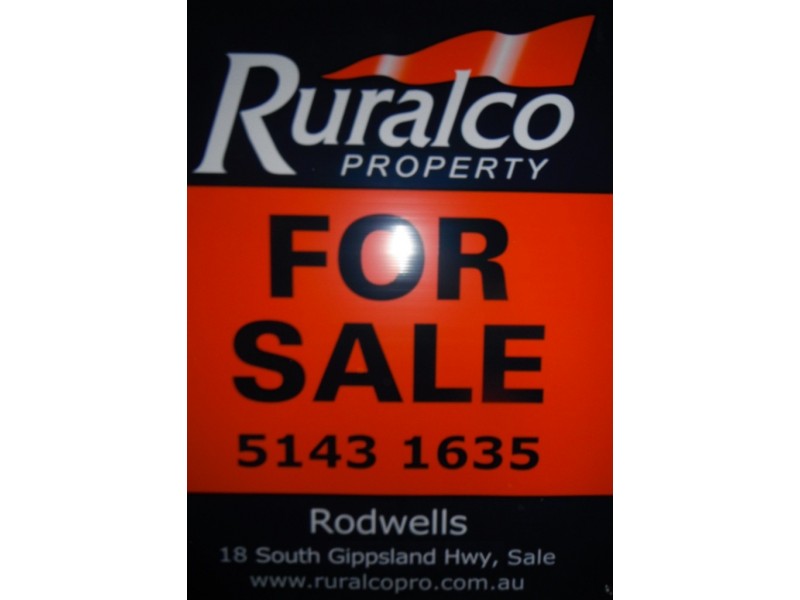 Ruralco
PROPERTY
FOR
SALE
5143 1635
Rodwells
18 South Gippsland Hwy, Sale
www.ruralcopro.com.au